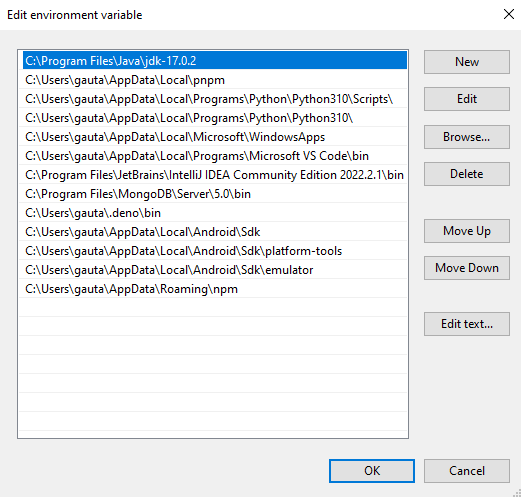 Edit environment variable
C:\Program Files\Java\jdk-17.0.2
C:\Users\gauta\AppData\Local\pnpm
C:\Users\gauta\AppData\Local\Programs\Python\Python310\Scripts\
C:\Users\gauta\AppData\Local\Programs\Python\Python310\
C:\Users\gauta\AppData\Local\Microsoft\WindowsApps
C:\Users\gauta\AppData\Local\Programs\Microsoft VS Code\bin
C:\Program Files\JetBrains\IntelliJ IDEA Community Edition 2022.2.1\bin
C:\Program Files\MongoDB\Server\5.0\bin
C:\Users\gauta\.deno\bin
C:\Users\gauta\AppData\Local\Android\Sdk
C:\Users\gauta\AppData\Local\Android\Sdk\platform-tools
C:\Users\gauta\AppData\Local\Android\Sdk\emulator
C:\Users\gauta\AppData\Roaming\npm
New
Edit
Browse...
Delete
Move Up
Move Down
Edit text...
OK
Cancel